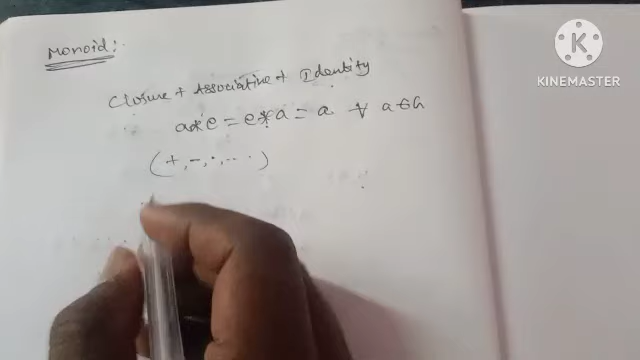 Monoid:
Closure + Associative + Identity
a*e = e*a = a ∀ a∈G
(+, -, ·, ...)
K
KINEMASTER